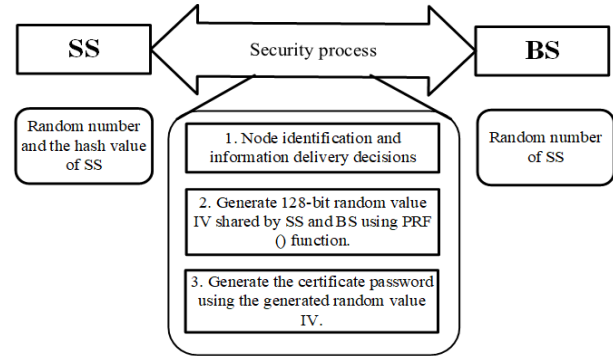 SS
Security process
BS
Random number
and the hash value
of SS
1. Node identification and
information delivery decisions
2. Generate 128-bit random value
IV shared by SS and BS using PRF
() function.
3. Generate the certificate password
using the generated random value
IV.
Random number
of SS